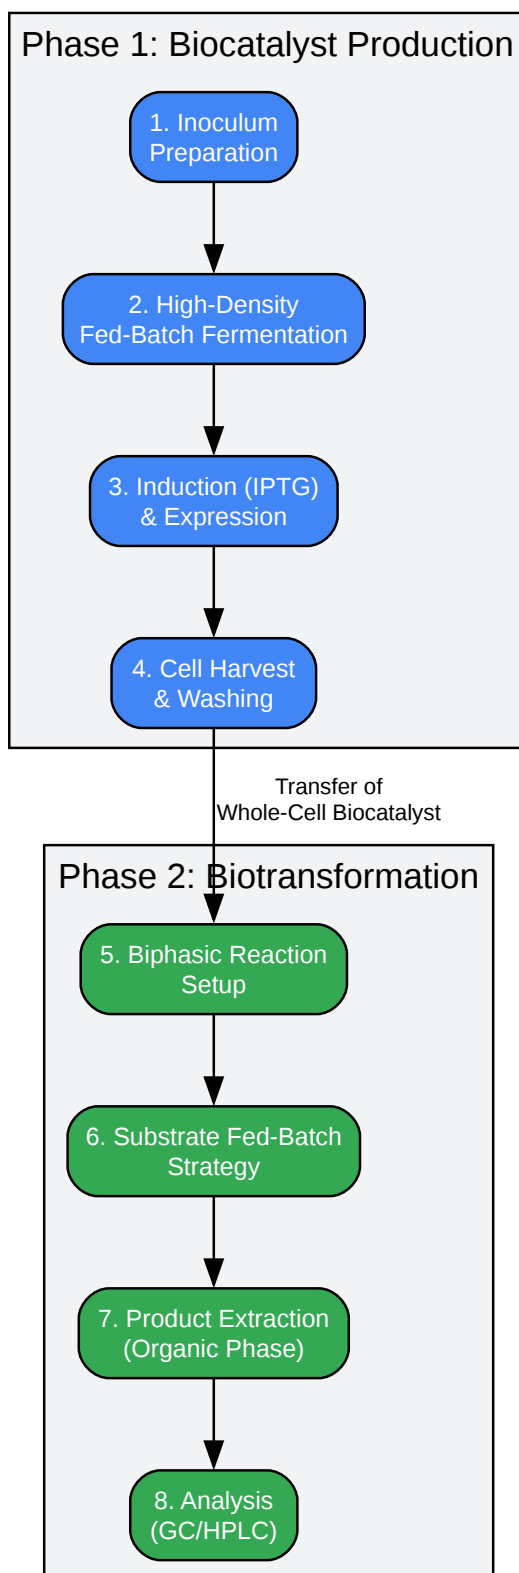 Phase 1: Biocatalyst Production
1. Inoculum
Preparation
2. High-Density
Fed-Batch Fermentation
3. Induction (IPTG)
& Expression
4. Cell Harvest
& Washing
Transfer of
Whole-Cell Biocatalyst
Phase 2: Biotransformation
5. Biphasic Reaction
Setup
6. Substrate Fed-Batch
Strategy
7. Product Extraction
(Organic Phase)
8. Analysis
(GC/HPLC)